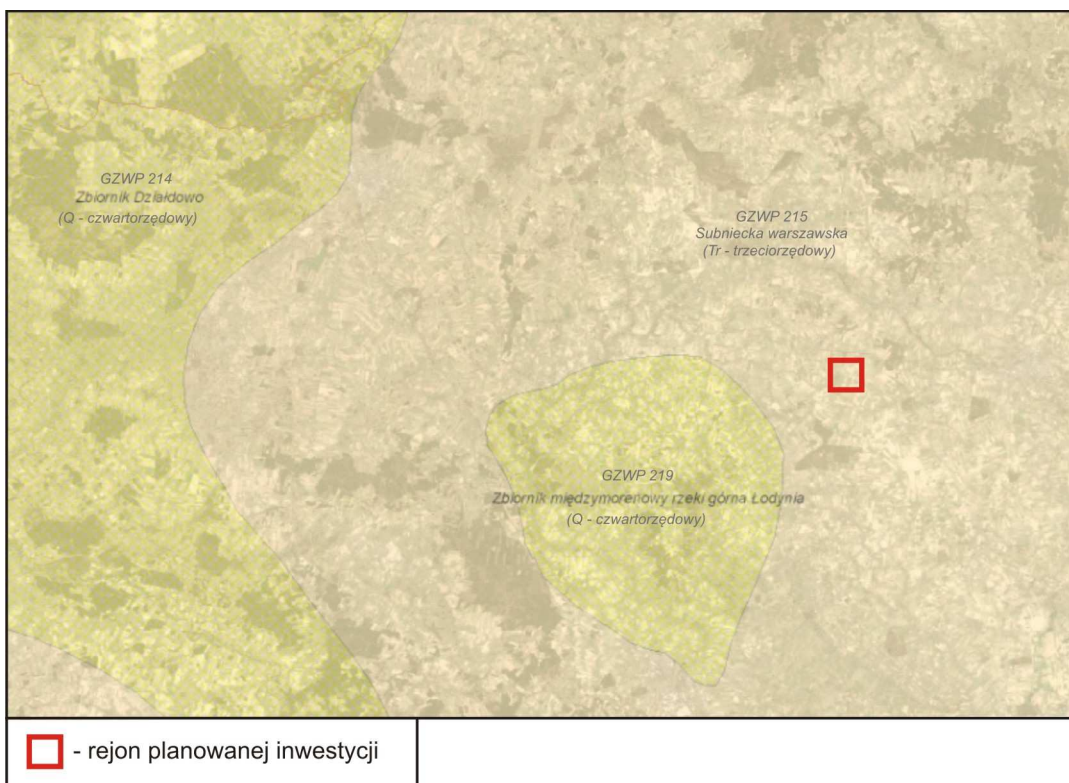 GZWP 214
Zbiornik Działdowo
(Q - czwartorzędowy)
GZWP 215
Subniecka warszawska
(Tr - trzeciorzędowy)
GZWP 219
Zbiornik międzymorenowy rzeki górna Łodynia
(Q - czwartorzędowy)
- rejon planowanej inwestycji